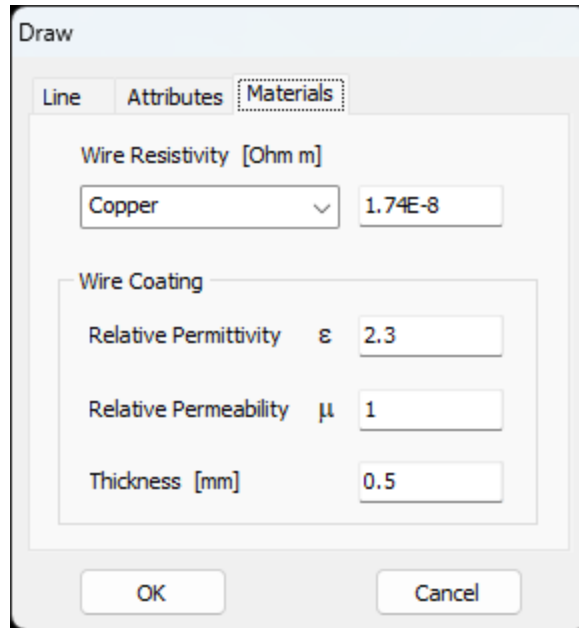 Draw
Line Attributes Materials
Wire Resistivity [Ohm m]
Copper 1.74E-8
Wire Coating
Relative Permittivity ε 2.3
Relative Permeability μ 1
Thickness [mm] 0.5
OK Cancel